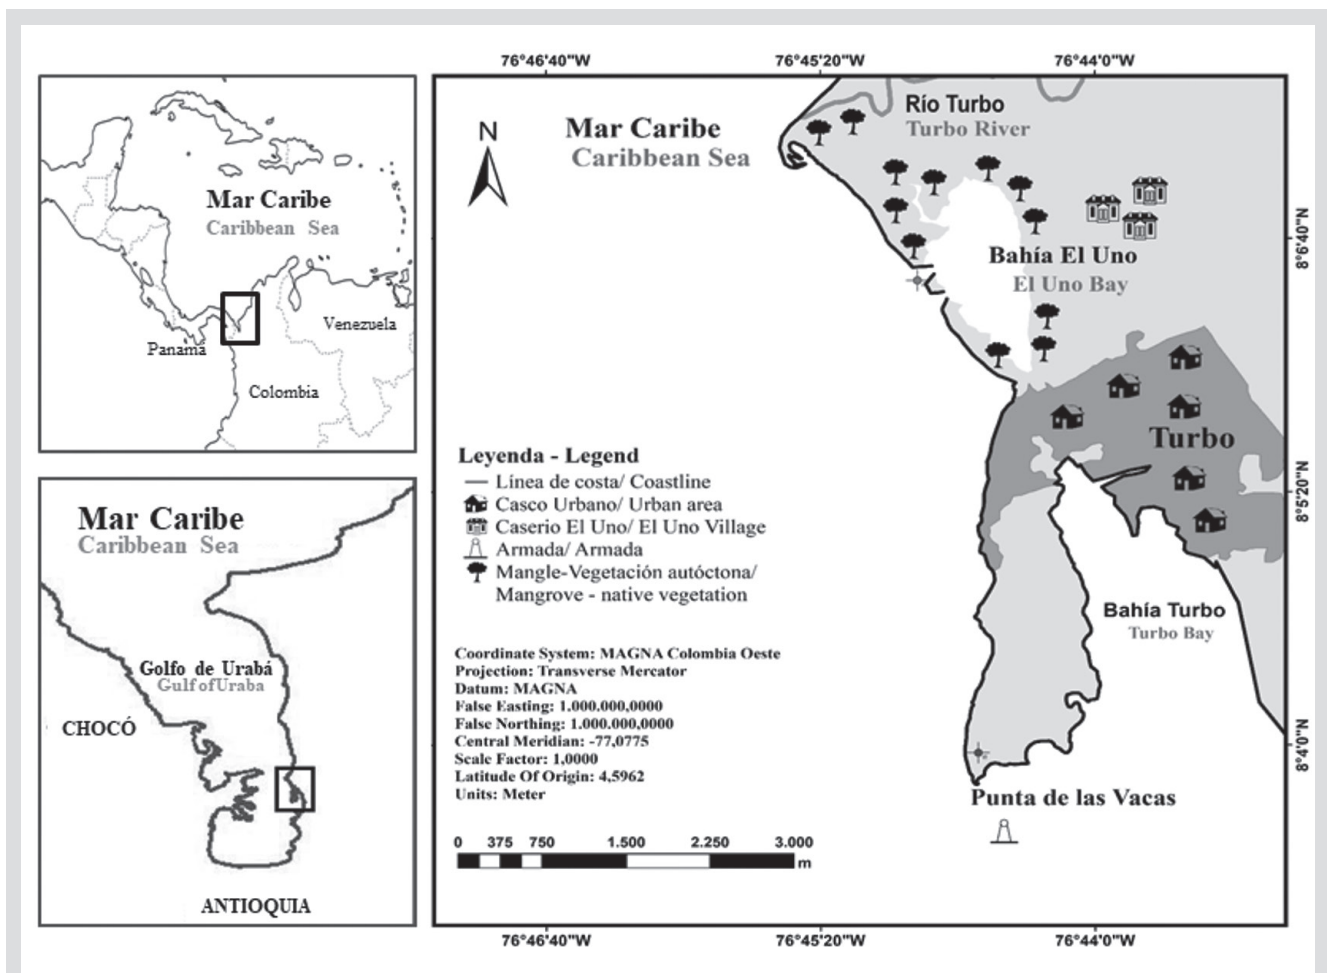 Mar Caribe
Caribbean Sea
Panamá
Venezuela
Colombia
Mar Caribe
Caribbean Sea
Golfo de Urabá
Gulf of Uraba
CHOCÓ
ANTIOQUIA
76°46'40"W
76°45'20"W
76°44'0"W
N
Mar Caribe
Caribbean Sea
Río Turbo
Turbo River
Bahía El Uno
El Uno Bay
Turbo
Bahía Turbo
Turbo Bay
Punta de las Vacas
8°6'40"N
8°5'20"N
8°4'0"N
Leyenda - Legend
Línea de costa/ Coastline
Casco Urbano/ Urban area
Caserio El Uno/ El Uno Village
Armada/ Armada
Mangle-Vegetación autóctona/
Mangrove - native vegetation
Coordinate System: MAGNA Colombia Oeste
Projection: Transverse Mercator
Datum: MAGNA
False Easting: 1.000.000,0000
False Northing: 1.000.000,0000
Central Meridian: -77,0775
Scale Factor: 1,0000
Latitude Of Origin: 4,5962
Units: Meter
0 375 750 1.500 2.250 3.000
m
76°46'40"W
76°45'20"W
76°44'0"W